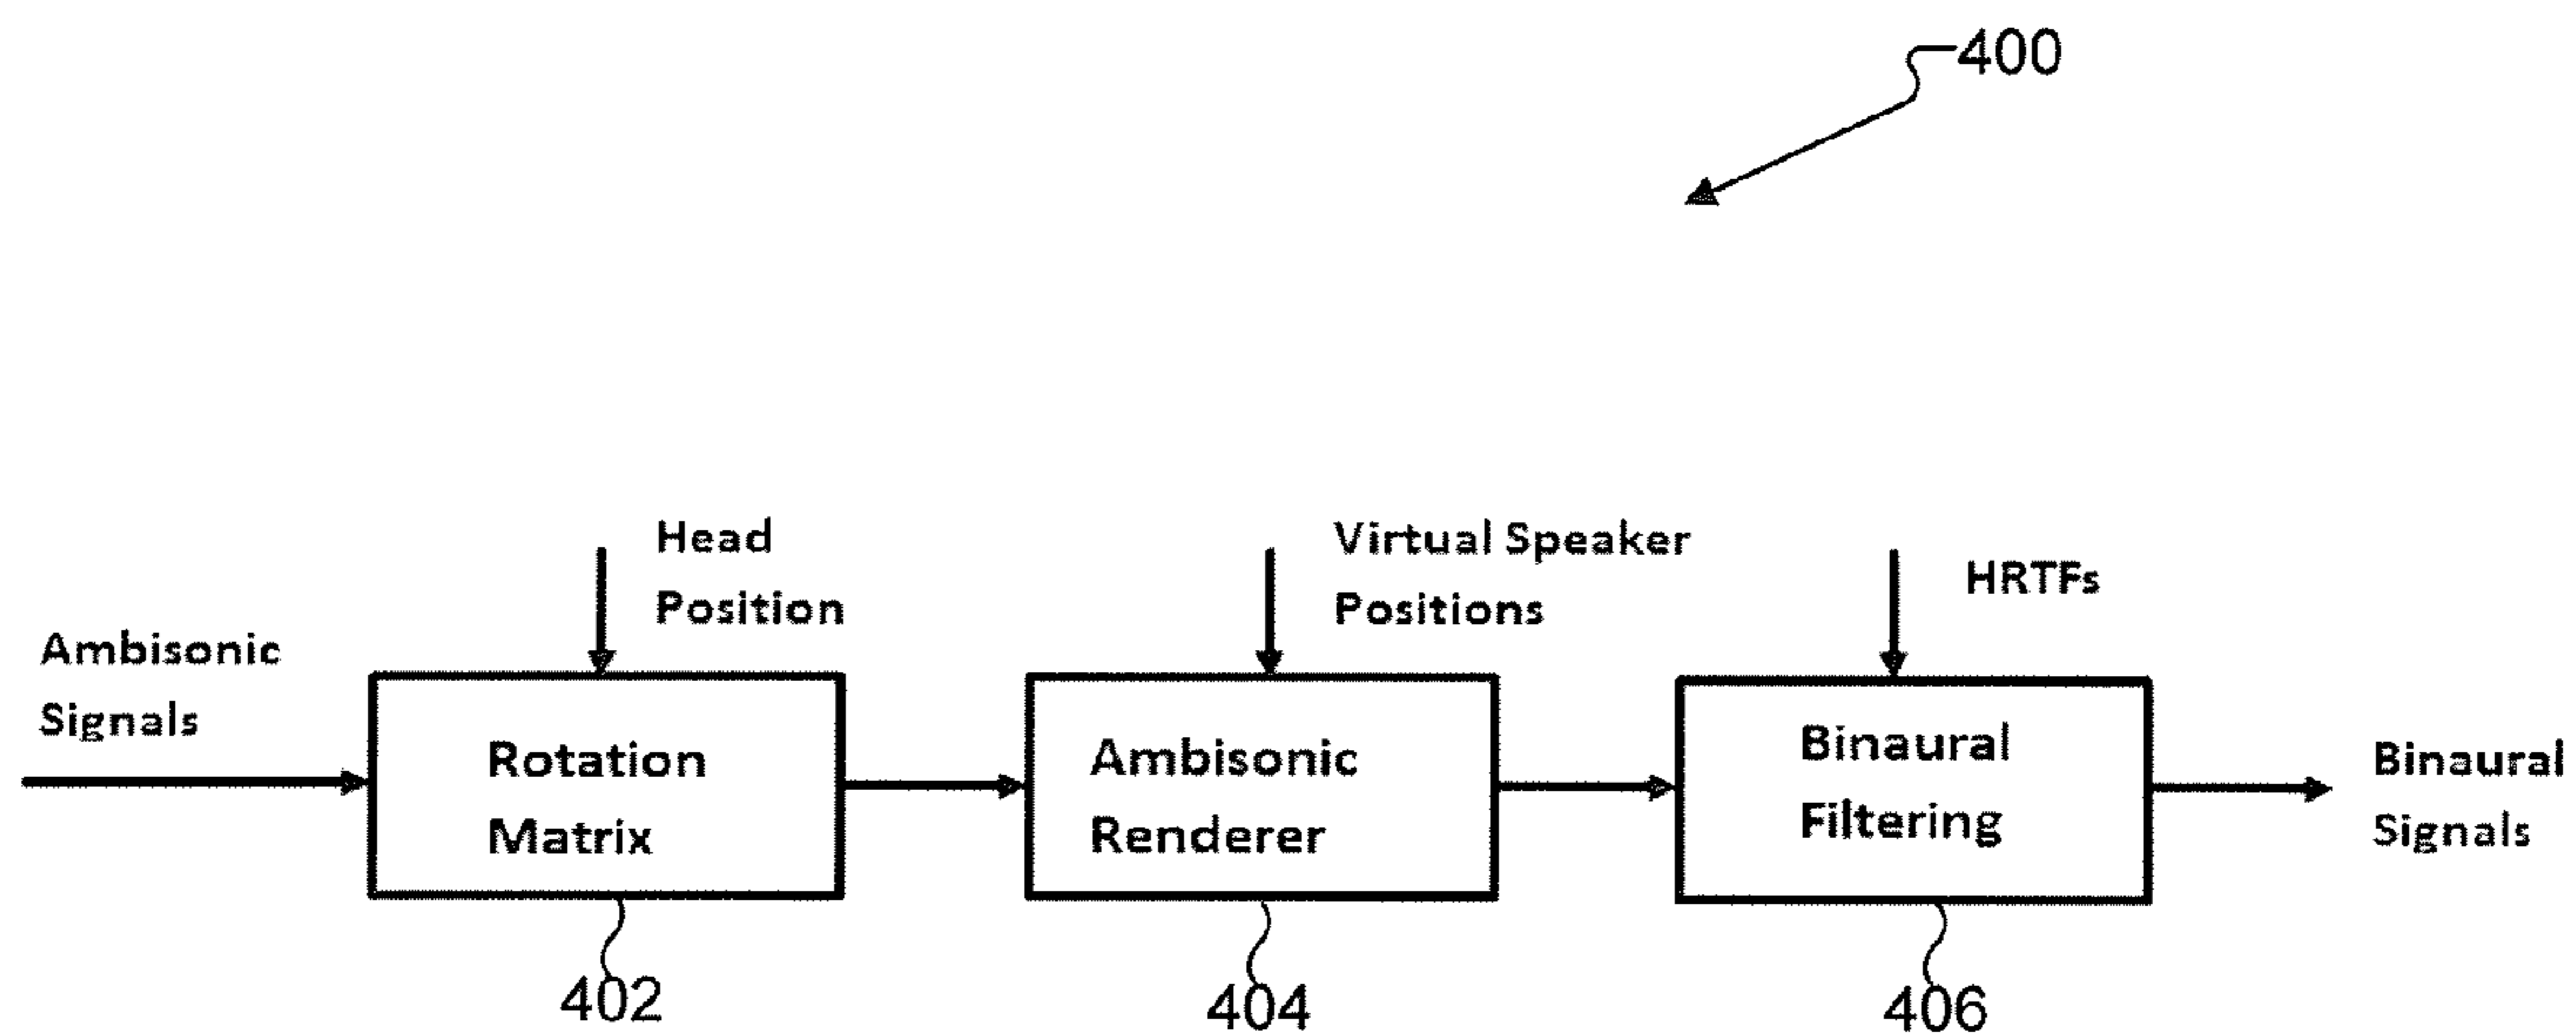 400
Head
Position
Virtual Speaker
Positions
HRTFs
Ambisonic
Signals
Rotation
Matrix
Ambisonic
Renderer
Binaural
Filtering
Binaural
Signals
402
404
406